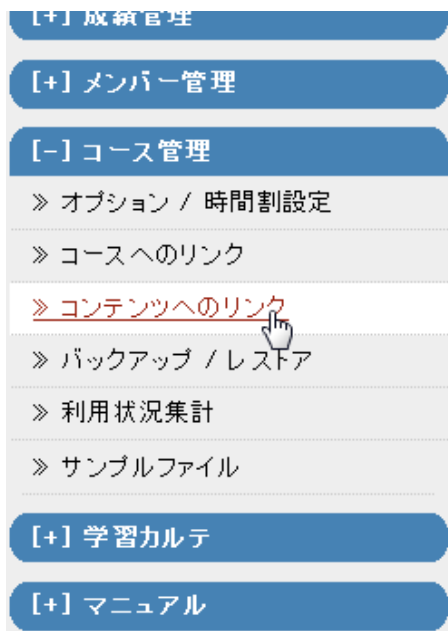 [+] 成績管理
[+] メンバー管理
[-] コース管理
» オプション / 時間割設定
» コースへのリンク
» コンテンツへのリンク
» バックアップ / レストア
» 利用状況集計
» サンプルファイル
[+] 学習カルテ
[+] マニュアル